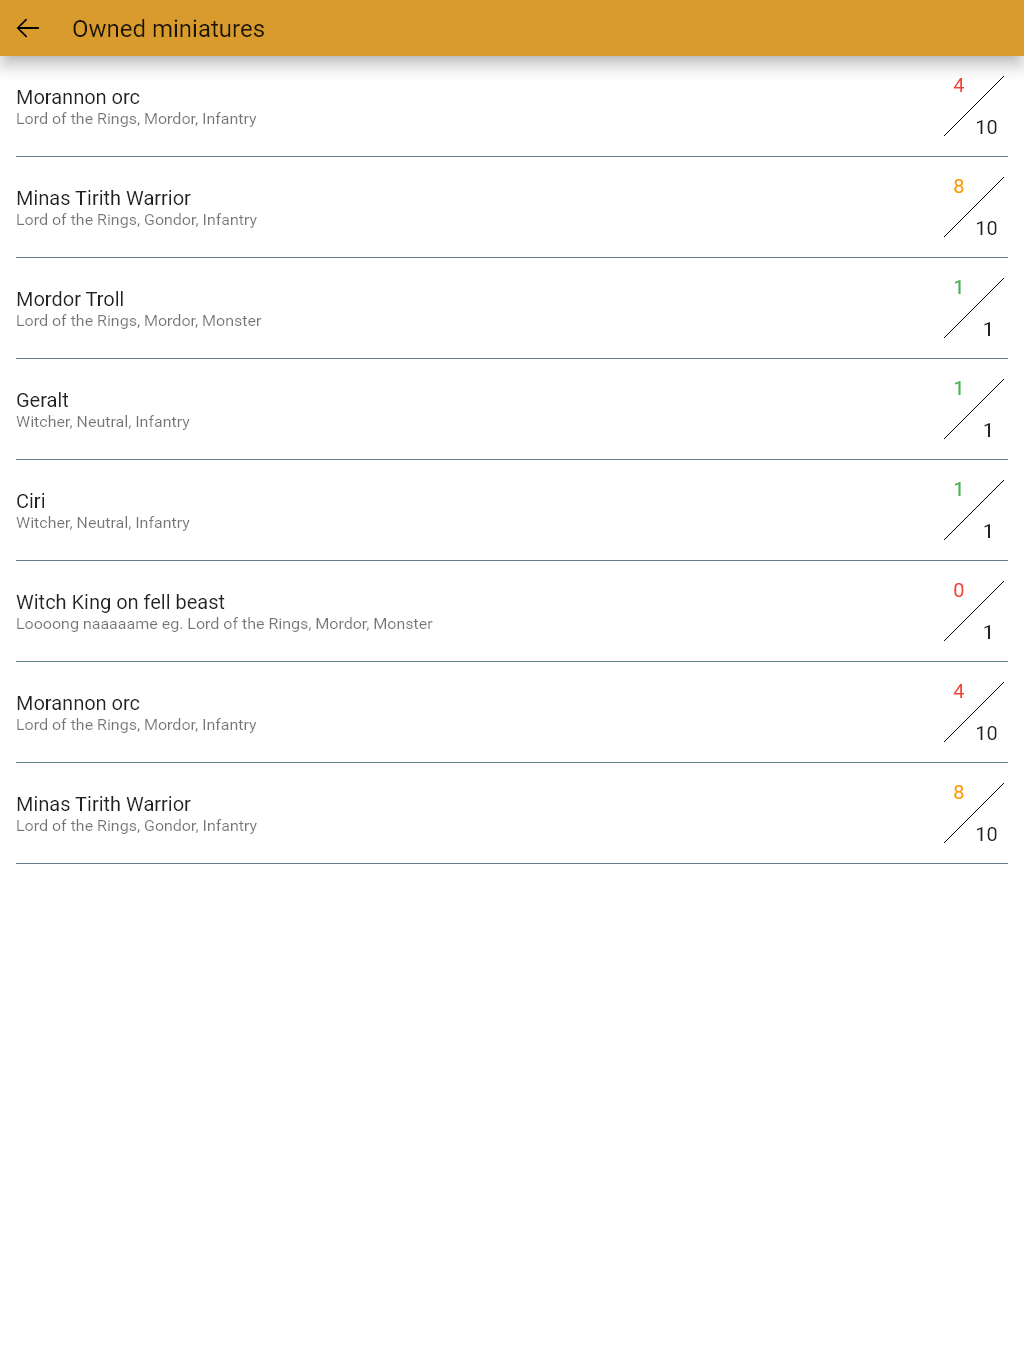 Owned miniatures
Morannon orc
Lord of the Rings, Mordor, Infantry
4
10
Minas Tirith Warrior
Lord of the Rings, Gondor, Infantry
8
10
Mordor Troll
Lord of the Rings, Mordor, Monster
1
1
Geralt
Witcher, Neutral, Infantry
1
1
Ciri
Witcher, Neutral, Infantry
1
1
Witch King on fell beast
Loooong naaaaame eg. Lord of the Rings, Mordor, Monster
0
1
Morannon orc
Lord of the Rings, Mordor, Infantry
4
10
Minas Tirith Warrior
Lord of the Rings, Gondor, Infantry
8
10